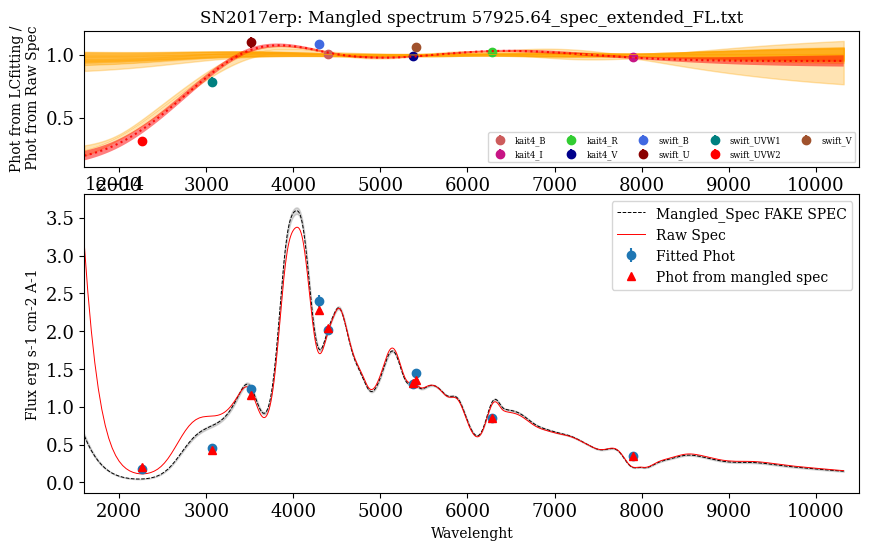 SN2017erp: Mangled spectrum 57925.64_spec_extended_FL.txt
Phot from LCfitting /
Phot from Raw Spec
1.0
0.5
kait4_B kait4_R swift_B swift_UVW1 swift_V
kait4_I kait4_V swift_U swift_UVW2
2000 3000 4000 5000 6000 7000 8000 9000 10000
1e−14
Flux erg s-1 cm-2 A-1
3.5
3.0
2.5
2.0
1.5
1.0
0.5
0.0
Mangled_Spec FAKE SPEC
Raw Spec
Fitted Phot
Phot from mangled spec
2000 3000 4000 5000 6000 7000 8000 9000 10000
Wavelenght